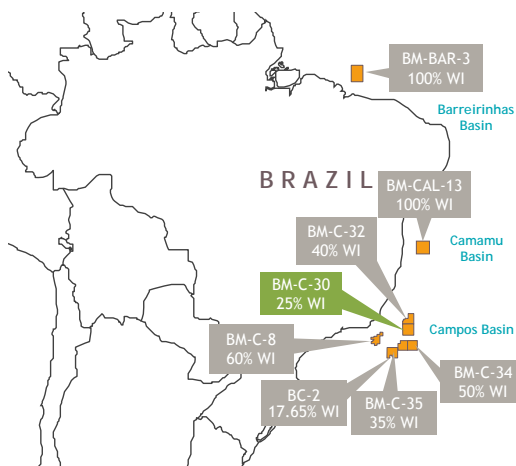 BM-BAR-3
100% WI
Barreirinhas
Basin
BRAZIL
BM-CAL-13
100% WI
BM-C-32
40% WI
Camamu
Basin
BM-C-30
25% WI
Campos Basin
BM-C-8
60% WI
BM-C-34
50% WI
BC-2
17.65% WI
BM-C-35
35% WI